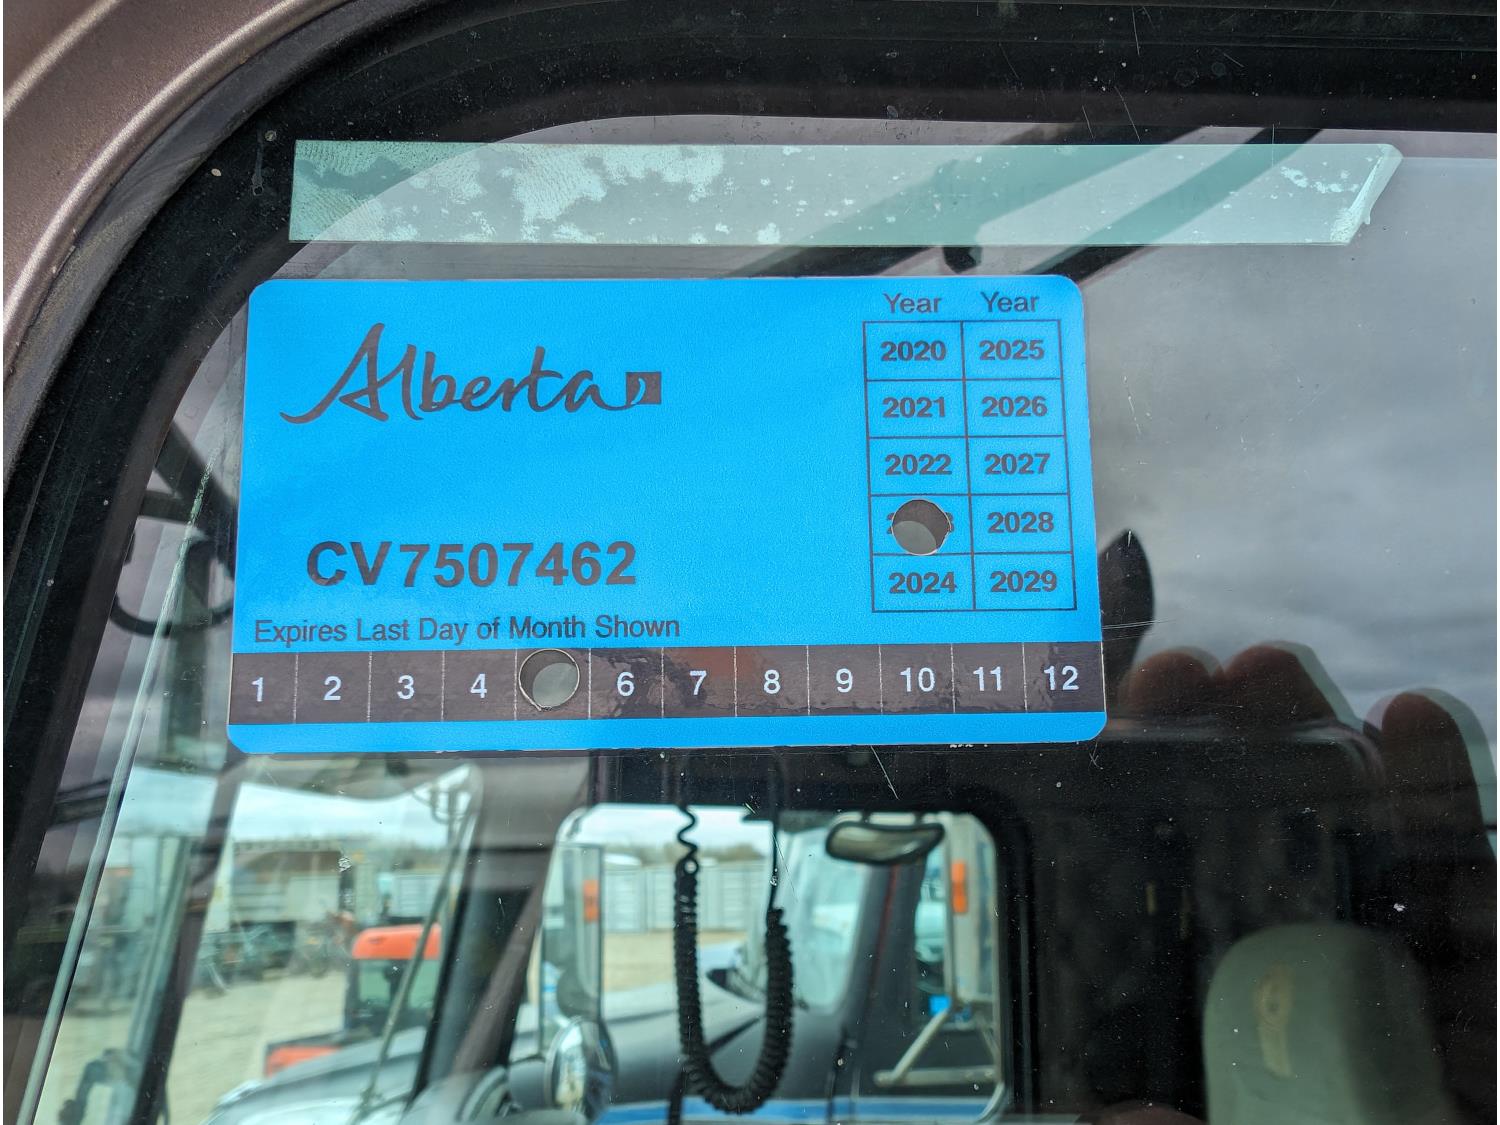 Year Year
2020 2025
2021 2026
2022 2027
2028
2024 2029
Alberta
CV7507462
Expires Last Day of Month Shown
1 2 3 4 6 7 8 9 10 11 12